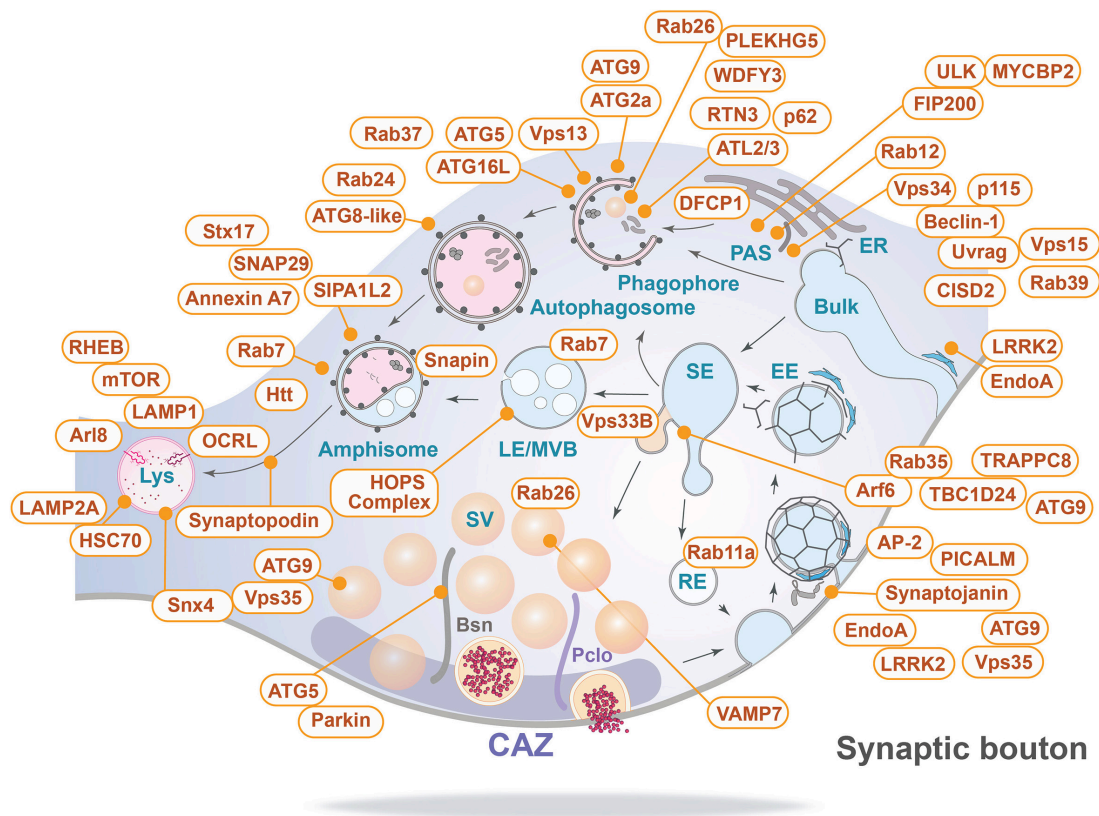 Rab26
PLEKHG5
WDFY3
ATG9
ATG2a
RTN3
p62
ATL2/3
ULK
MYCBP2
FIP200
Rab37
ATG5
Vps13
ATG16L
Rab12
Rab24
ATG8-like
DFCP1
Vps34
p115
Beclin-1
Uvrag
Vps15
CISD2
Rab39
PAS
ER
Stx17
SNAP29
Annexin A7
SIPA1L2
Phagophore
Autophagosome
Bulk
RHEB
mTOR
LAMP1
Rab7
Htt
Snapin
Rab7
SE
EE
LRRK2
EndoA
Arl8
OCRL
Lys
Amphisome
LE/MVB
Vps33B
HOPS
Complex
LAMP2A
HSC70
Synaptopodin
SV
Rab26
Rab35
TRAPPC8
Arf6
TBC1D24
ATG9
AP-2
PICALM
Rab11a
RE
Synaptojanin
ATG9
Vps35
Snx4
Bsn
Pclo
EndoA
ATG9
LRRK2
Vps35
ATG5
Parkin
VAMP7
CAZ
Synaptic bouton